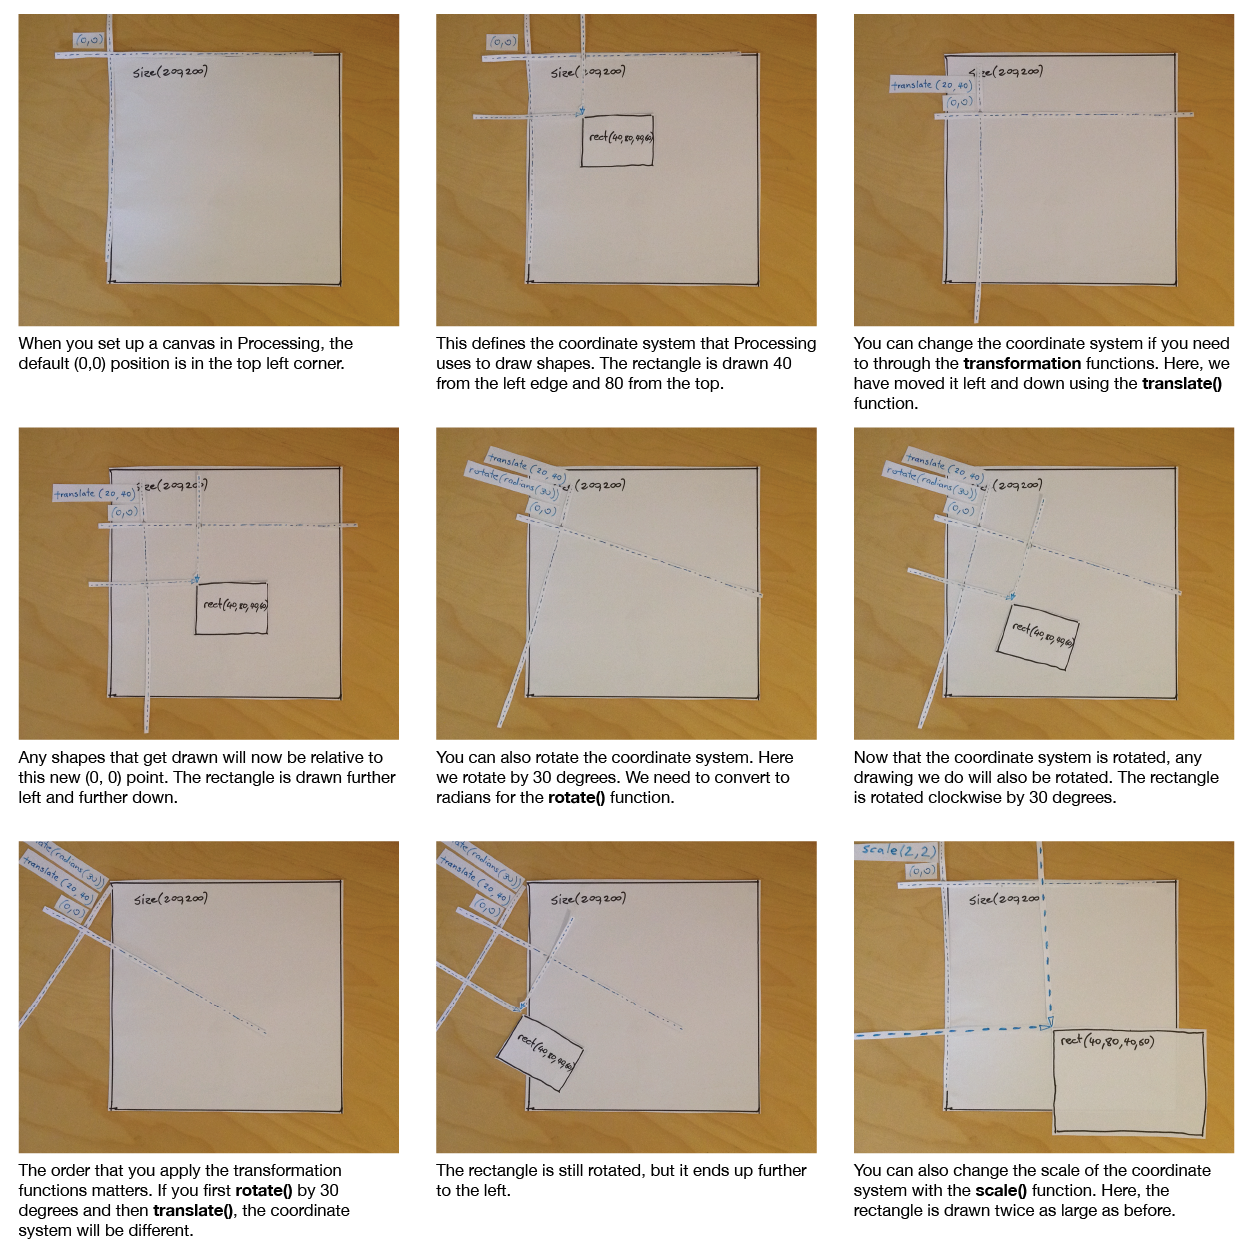 (0,0)
size(200,200)
When you set up a canvas in Processing, the
default (0,0) position is in the top left corner.
(0,0)
size(200,200)
rect(40,80,40,60)
This defines the coordinate system that Processing
uses to draw shapes. The rectangle is drawn 40
from the left edge and 80 from the top.
size(200,200)
translate (20,40)
(0,0)
You can change the coordinate system if you need
to through the transformation functions. Here, we
have moved it left and down using the translate()
function.
size(200,200)
translate (20,40)
(0,0)
rect(40,80,40,60)
Any shapes that get drawn will now be relative to
this new (0, 0) point. The rectangle is drawn further
left and further down.
translate (20,40)
rotate(radians(30))
(200,200)
(0,0)
You can also rotate the coordinate system. Here
we rotate by 30 degrees. We need to convert to
radians for the rotate() function.
translate (20,40)
rotate(radians(30))
(200,200)
(0,0)
rect(40,80,40,60)
Now that the coordinate system is rotated, any
drawing we do will also be rotated. The rectangle
is rotated clockwise by 30 degrees.
ate(radians(30))
translate (20,40)
(0,0)
size(200,200)
The order that you apply the transformation
functions matters. If you first rotate() by 30
degrees and then translate(), the coordinate
system will be different.
ate(radians(30))
translate (20,40)
(0,0)
size(200,200)
rect(40,80,40,60)
The rectangle is still rotated, but it ends up further
to the left.
scale(2,2)
(0,0)
size(200,200
rect(40,80,40,60)
You can also change the scale of the coordinate
system with the scale() function. Here, the
rectangle is drawn twice as large as before.